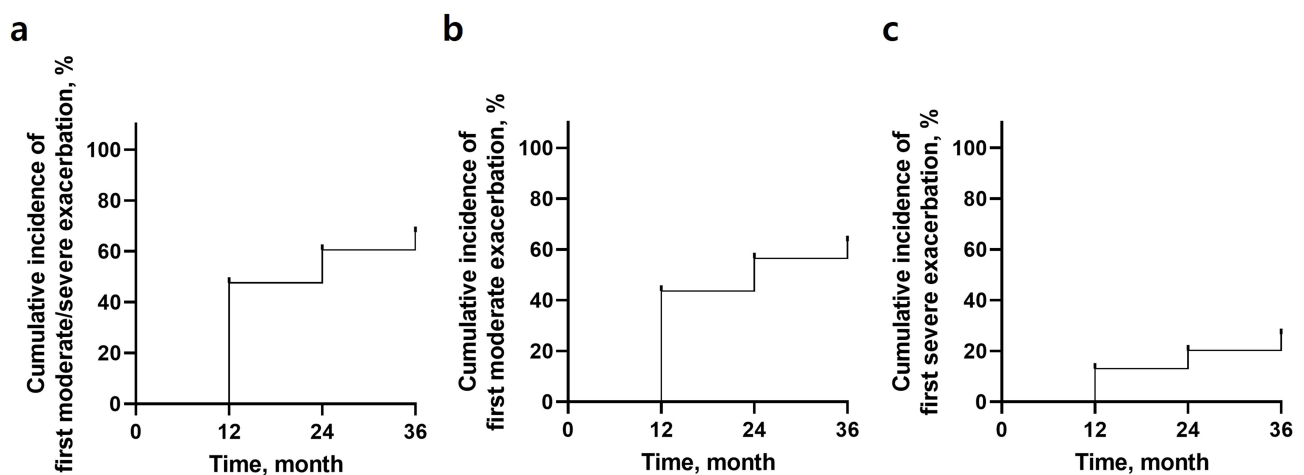 a
Cumulative incidence of
first moderate/severe exacerbation, %
100
80
60
40
20
0
0 12 24 36
Time, month
b
Cumulative incidence of
first moderate exacerbation, %
100
80
60
40
20
0
0 12 24 36
Time, month
c
Cumulative incidence of
first severe exacerbation, %
100
80
60
40
20
0
0 12 24 36
Time, month